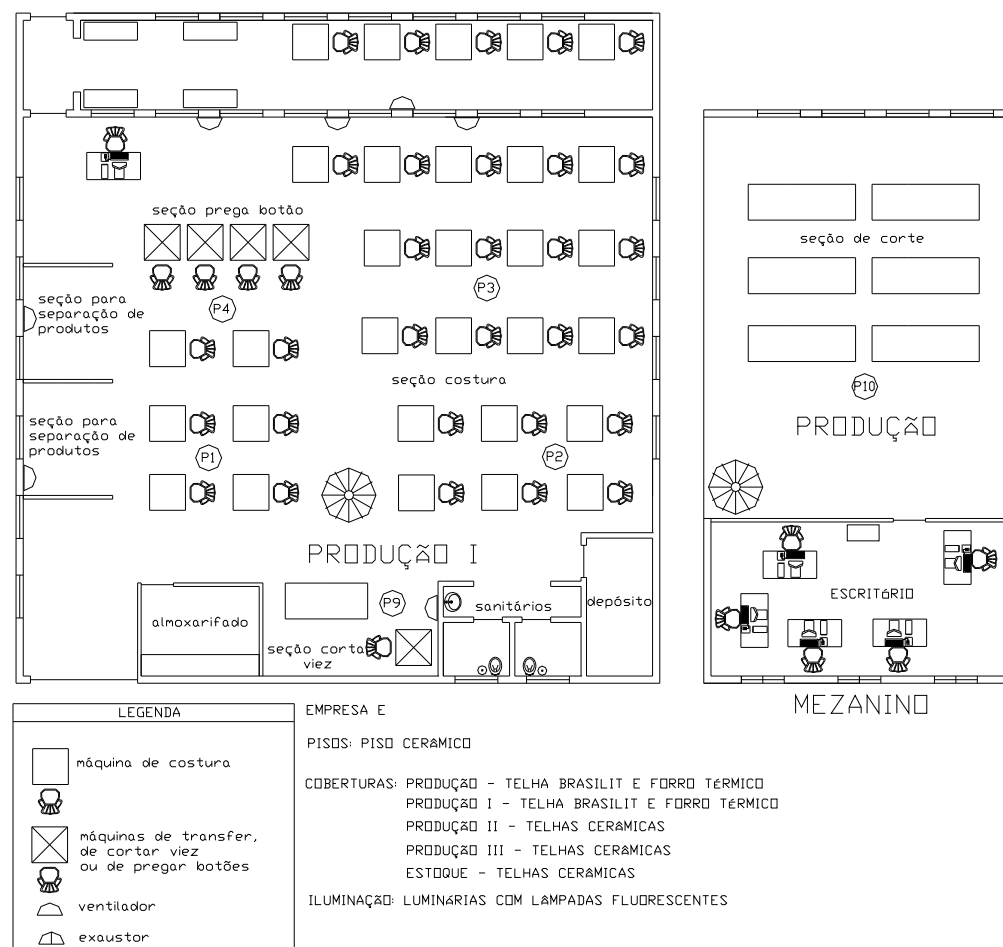 seção prega botão
seção de corte
P3
seção para
separação de
produtos
P4
seção costura
P10
PRODUÇÃO
seção para
separação de
produtos
P1
P2
PRODUÇÃO I
ESCRITÓRIO
P9
sanitários
depósito
almoxarifado
seção corta
viez
MEZANINO
LEGENDA
máquina de costura
máquinas de transfer,
de cortar viez
ou de pregar botões
ventilador
exaustor
EMPRESA E
PISOS: PISO CERÂMICO
COBERTURAS: PRODUÇÃO - TELHA BRASILIT E FORRO TÉRMICO
PRODUÇÃO I - TELHA BRASILIT E FORRO TÉRMICO
PRODUÇÃO II - TELHAS CERÂMICAS
PRODUÇÃO III - TELHAS CERÂMICAS
ESTOQUE - TELHAS CERÂMICAS
ILUMINAÇÃO: LUMINÁRIAS COM LÂMPADAS FLUORESCENTES